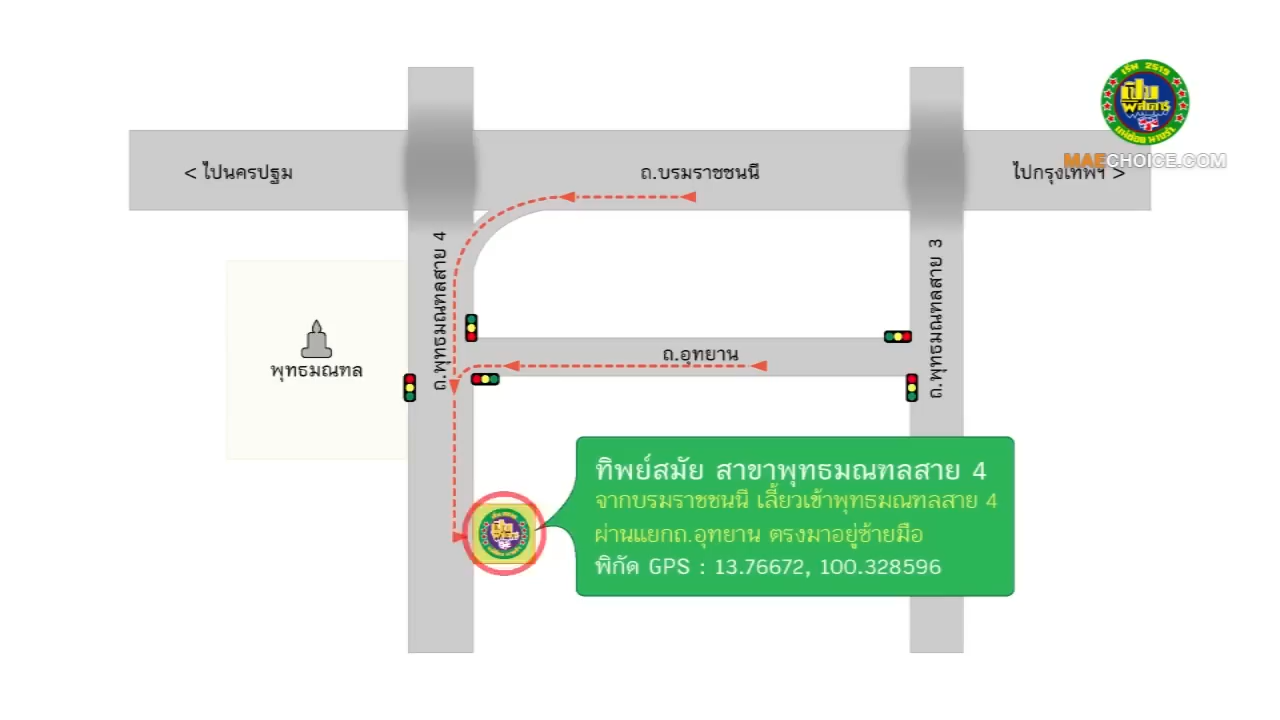 เริ่ม 2519
MAECHOICE.COM
< ไปนครปฐม
ถ.บรมราชชนนี
ไปกรุงเทพฯ >
ถ.พุทธมณฑลสาย 4
ถ.พุทธมณฑลสาย 3
ถ.อุทยาน
พุทธมณฑล
ทิพย์สมัย สาขาพุทธมณฑลสาย 4
จากบรมราชชนนี เลี้ยวเข้าพุทธมณฑลสาย 4
ผ่านแยกถ.อุทยาน ตรงมาอยู่ซ้ายมือ
พิกัด GPS : 13.76672, 100.328596